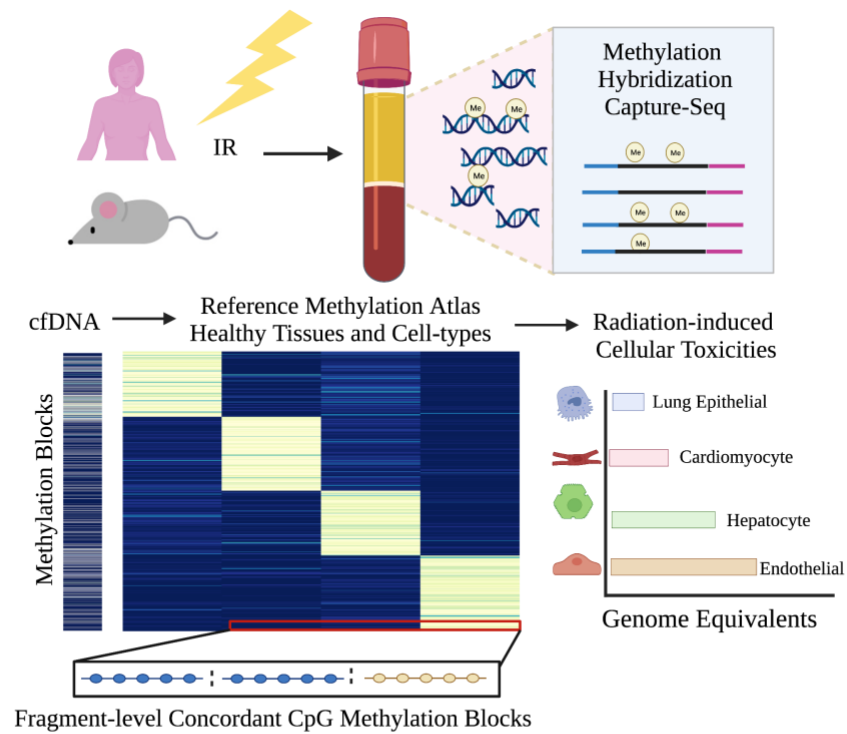 IR
Me
Me
Me
Methylation
Hybridization
Capture-Seq
Me
Me
Me
Me
Me
cfDNA
Reference Methylation Atlas
Healthy Tissues and Cell-types
Radiation-induced
Cellular Toxicities
Methylation Blocks
Lung Epithelial
Cardiomyocyte
Hepatocyte
Endothelial
Genome Equivalents
Fragment-level Concordant CpG Methylation Blocks